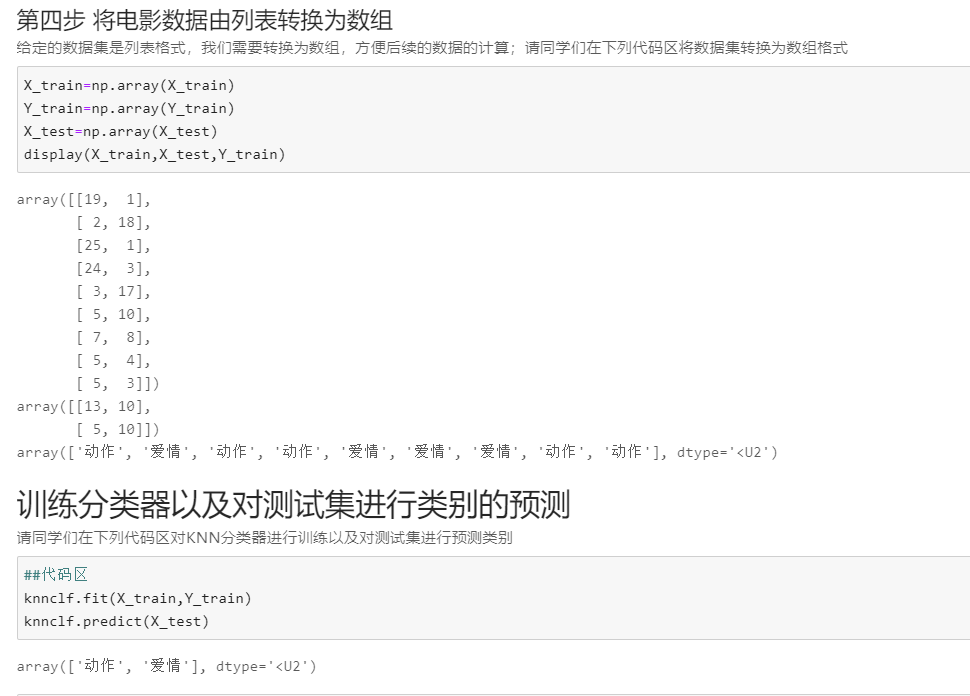 第四步 将电影数据由列表转换为数组
给定的数据集是列表格式，我们需要转换为数组，方便后续的数据的计算；请同学们在下列代码区将数据集转换为数组格式
X_train=np.array(X_train)
Y_train=np.array(Y_train)
X_test=np.array(X_test)
display(X_train,X_test,Y_train)
array([[19,  1],
       [ 2, 18],
       [25,  1],
       [24,  3],
       [ 3, 17],
       [ 5, 10],
       [ 7,  8],
       [ 5,  4],
       [ 5,  3]])
array([[13, 10],
       [ 5, 10]])
array(['动作', '爱情', '动作', '动作', '爱情', '爱情', '爱情', '动作', '动作'], dtype='<U2')
训练分类器以及对测试集进行类别的预测
请同学们在下列代码区对KNN分类器进行训练以及对测试集进行预测类别
##代码区
knnclf.fit(X_train,Y_train)
knnclf.predict(X_test)
array(['动作', '爱情'], dtype='<U2')